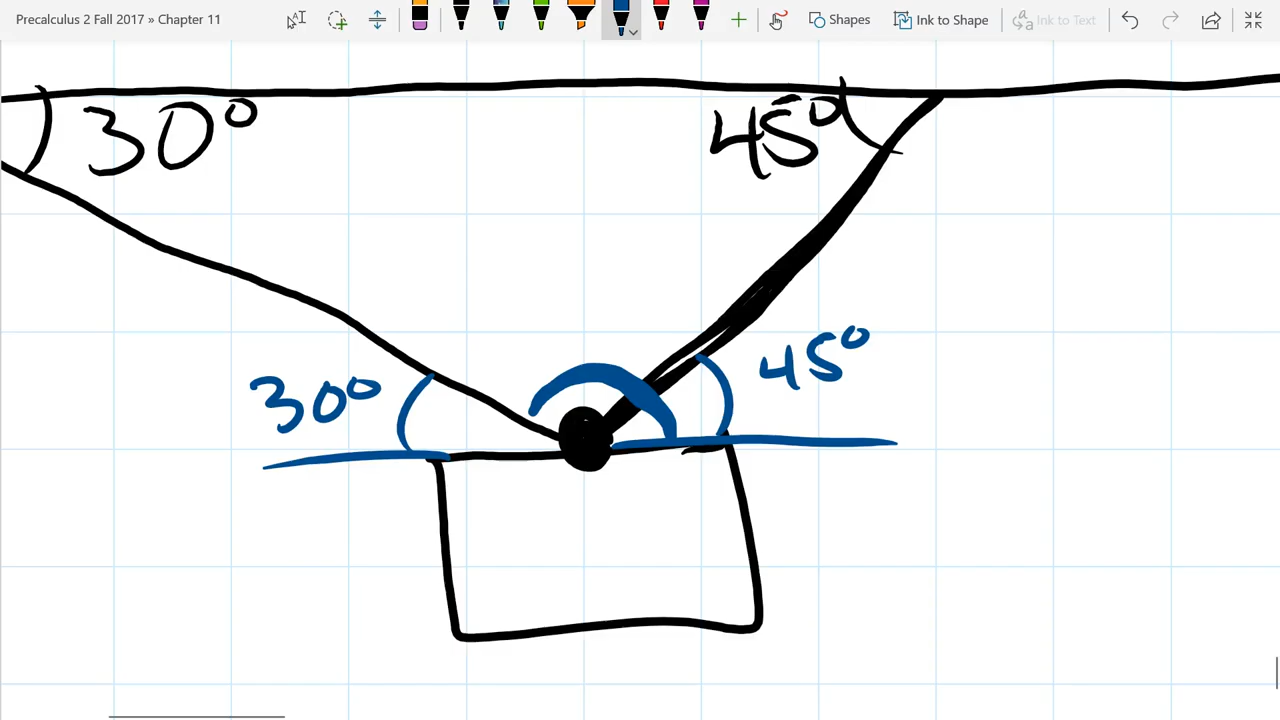 Precalculus 2 Fall 2017 » Chapter 11
Shapes
Ink to Shape
Ink to Text
30°
45°
30°
45°